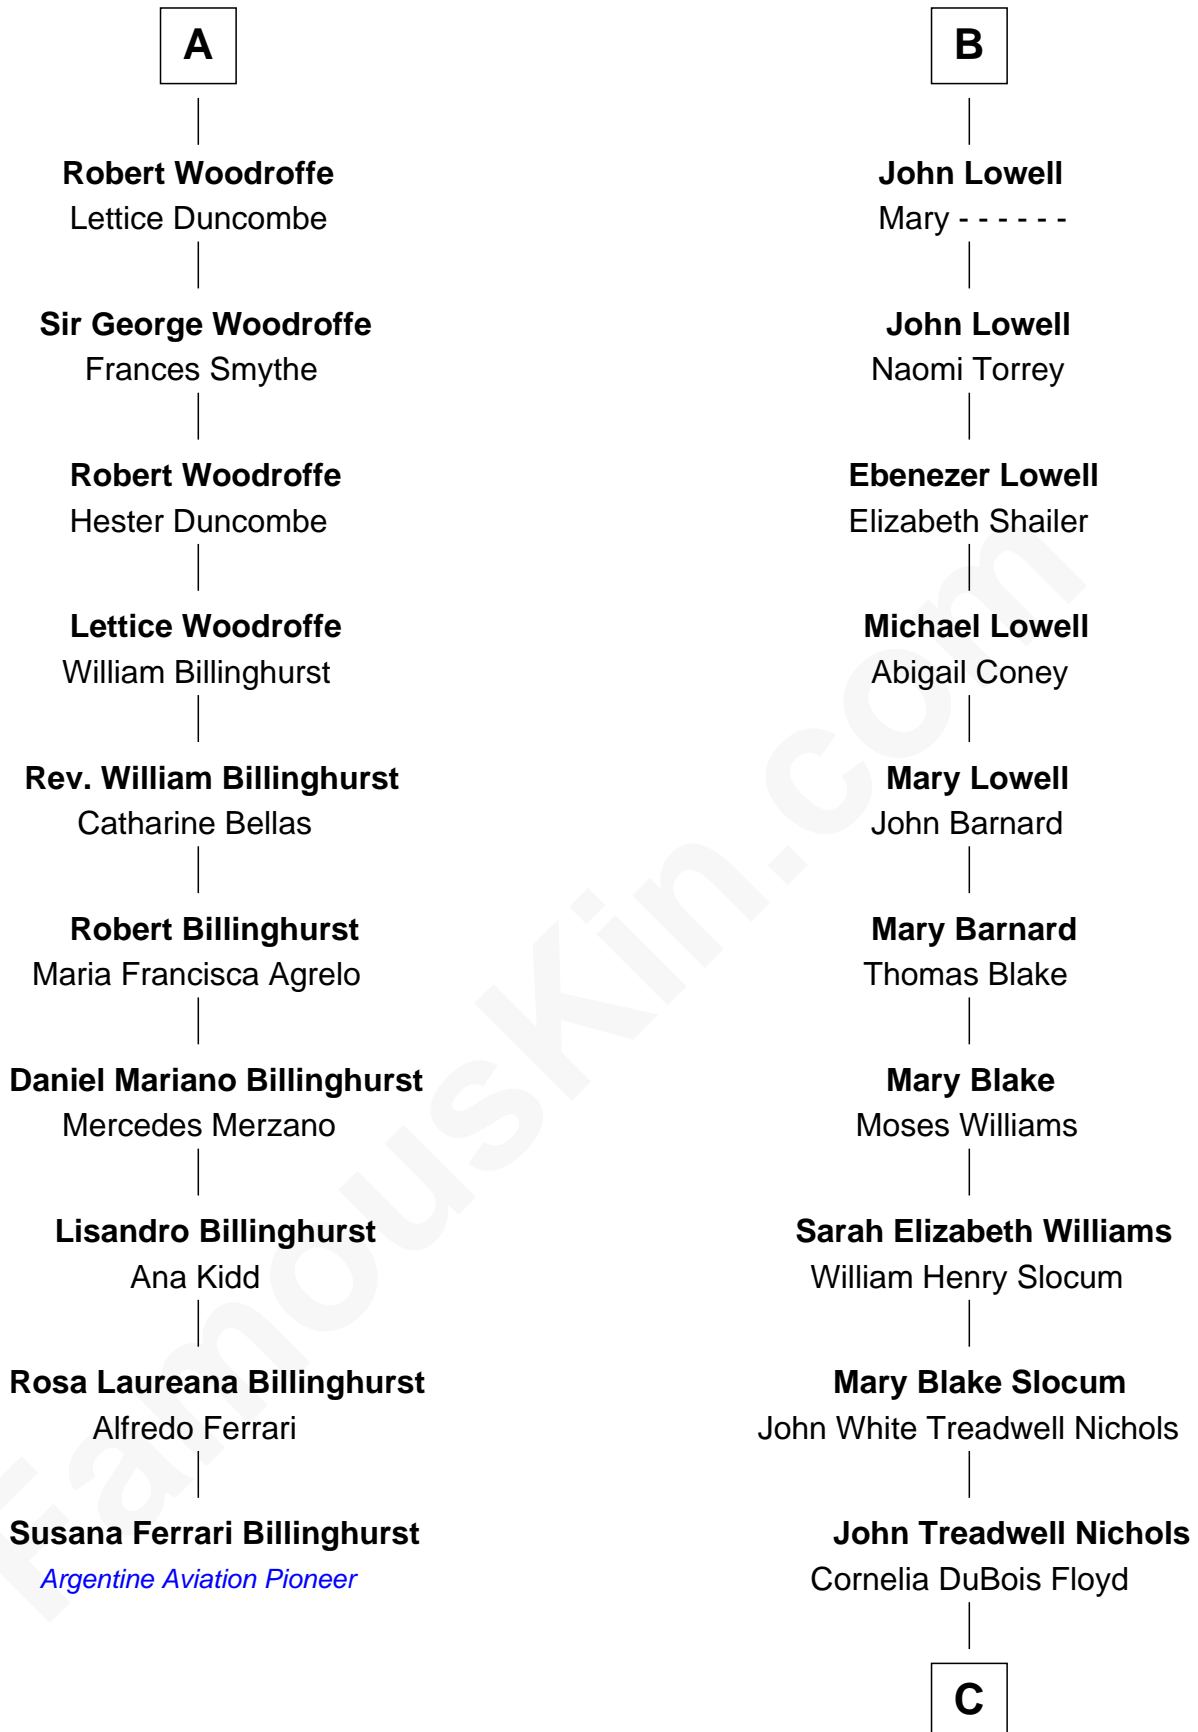 A
Robert Woodroffe
Lettice Duncombe
Sir George Woodroffe
Frances Smythe
Robert Woodroffe
Hester Duncombe
Lettice Woodroffe
William Billinghurst
Rev. William Billinghurst
Catharine Bellas
Robert Billinghurst
Maria Francisca Agrelo
Daniel Mariano Billinghurst
Mercedes Merzano
Lisandro Billinghurst
Ana Kidd
Rosa Laureana Billinghurst
Alfredo Ferrari
Susana Ferrari Billinghurst
Argentine Aviation Pioneer
B
John Lowell
Mary - - - - - -
John Lowell
Naomi Torrey
Ebenezer Lowell
Elizabeth Shailer
Michael Lowell
Abigail Coney
Mary Lowell
John Barnard
Mary Barnard
Thomas Blake
Mary Blake
Moses Williams
Sarah Elizabeth Williams
William Henry Slocum
Mary Blake Slocum
John White Treadwell Nichols
John Treadwell Nichols
Cornelia DuBois Floyd
C
FamousKin.com